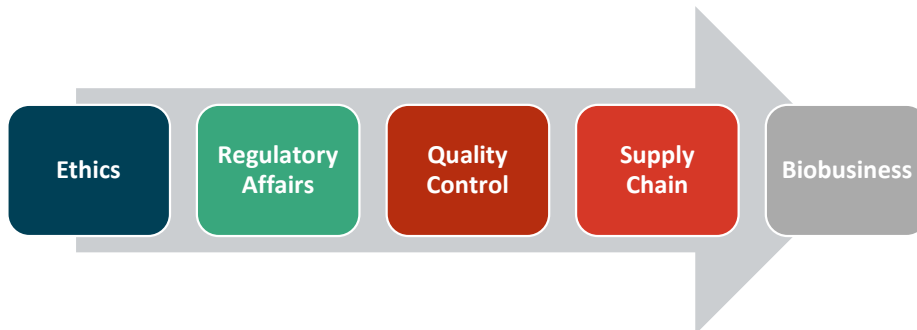 Ethics
Regulatory
Affairs
Quality
Control
Supply
Chain
Biobusiness